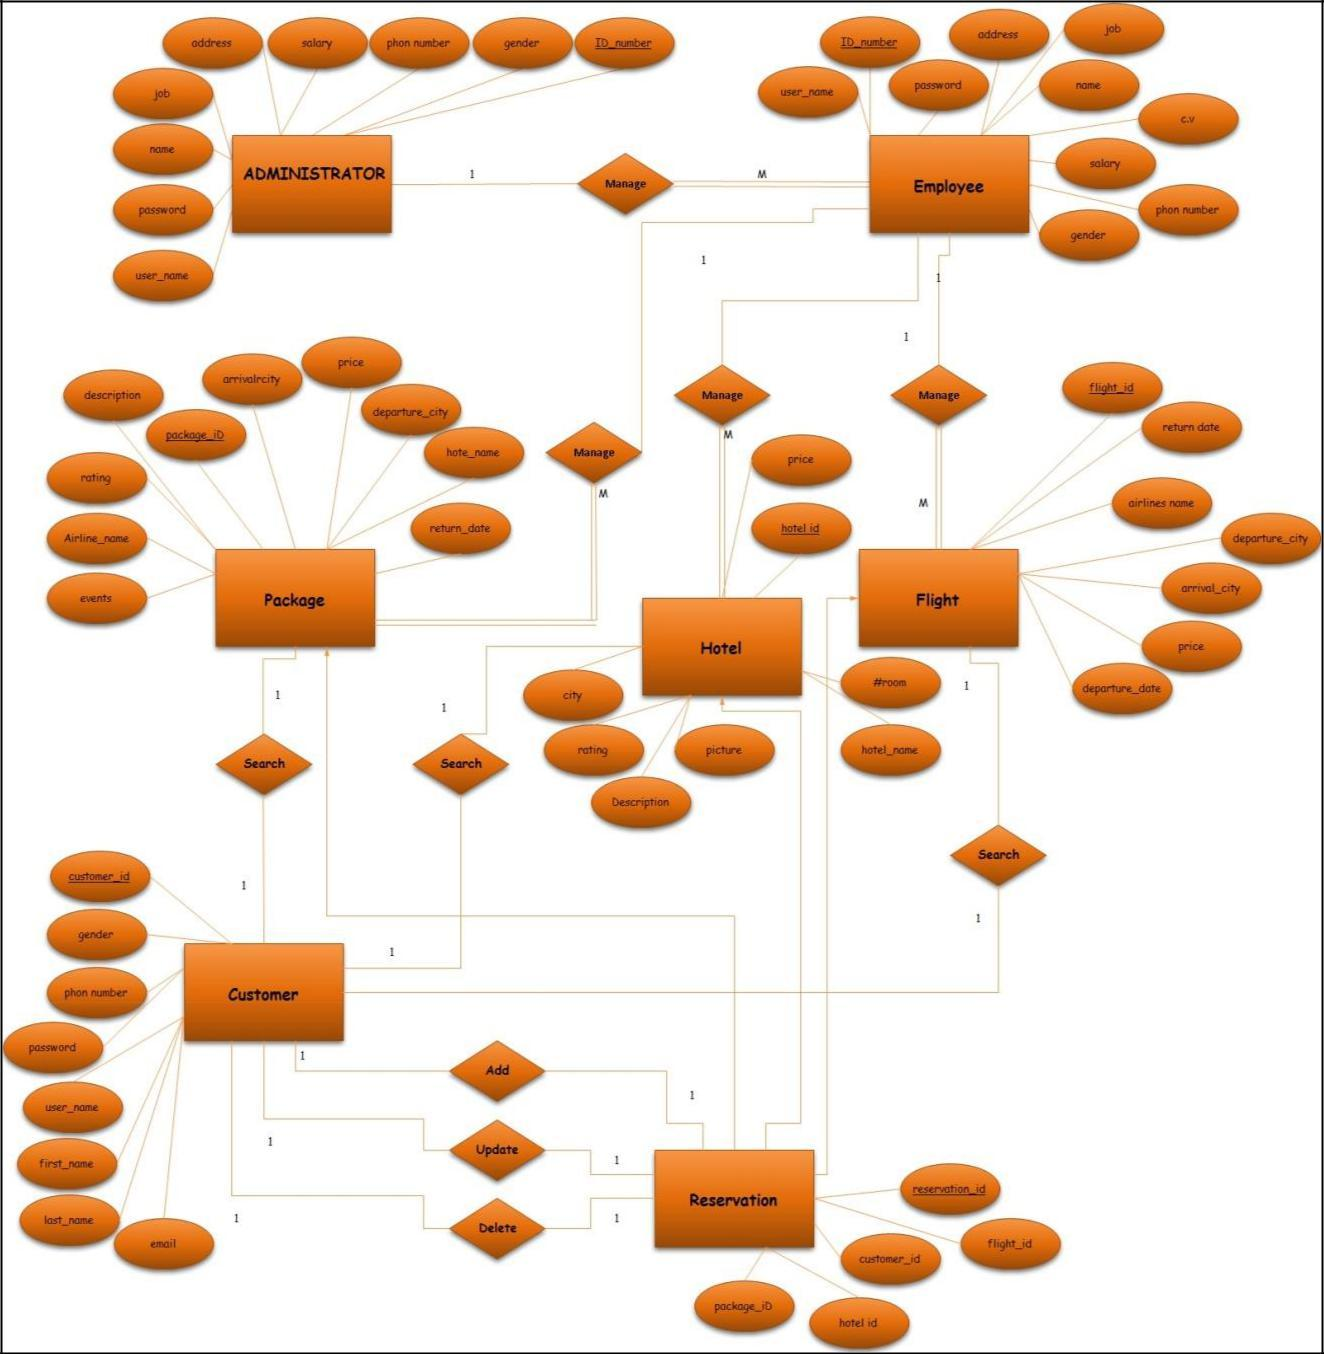 address
salary
phon number
gender
ID_number
job
name
password
user_name
ADMINISTRATOR
1
Manage
M
ID_number
address
job
user_name
password
name
c.v
salary
phon number
gender
Employee
1
1
1
Manage
Manage
Manage
M
M
M
description
arrivalrcity
price
package_iD
departure_city
hote_name
rating
return_date
Airline_name
events
Package
price
hotel id
Hotel
city
rating
Description
picture
#room
hotel_name
flight_id
return date
airlines name
departure_city
arrival_city
price
departure_date
Flight
1
1
1
Search
Search
Search
1
1
1
customer_id
gender
phon number
password
user_name
first_name
last_name
email
Customer
1
Add
1
1
Update
1
1
Delete
1
Reservation
reservation_id
flight_id
customer_id
package_iD
hotel id